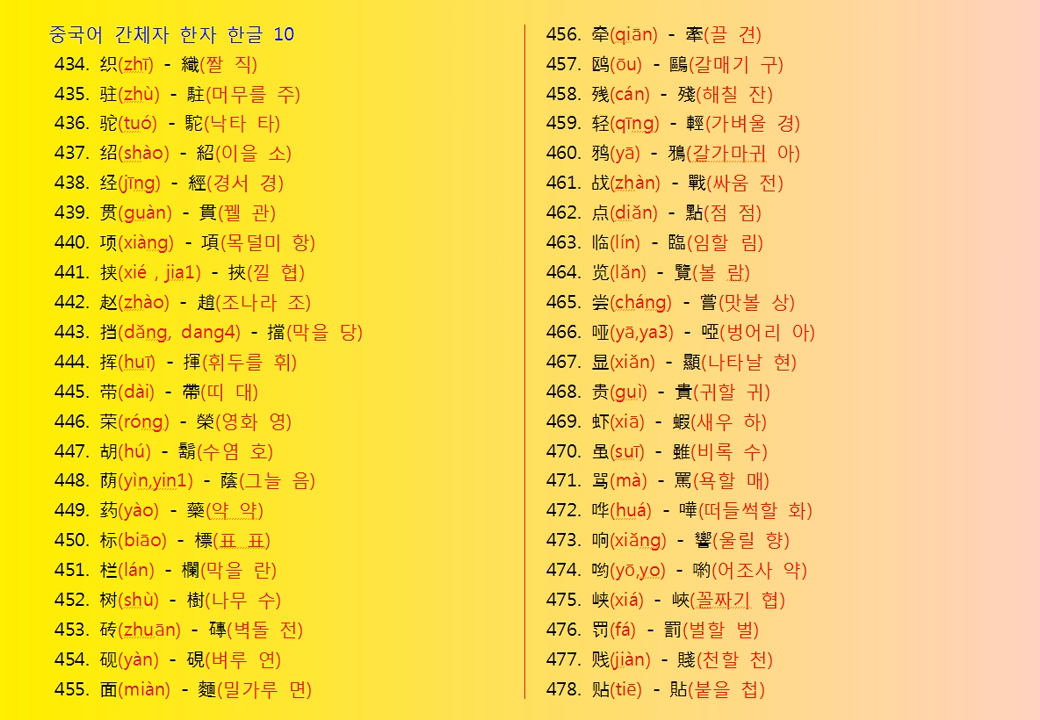 중국어 간체자 한자 한글 10
434. 织(zhī) - 織(짤 직)
435. 驻(zhù) - 駐(머무를 주)
436. 驼(tuó) - 駝(낙타 타)
437. 绍(shào) - 紹(이을 소)
438. 经(jīng) - 經(경서 경)
439. 贯(guàn) - 貫(꿸 관)
440. 项(xiàng) - 項(목덜미 항)
441. 挟(xié , jia1) - 挾(낄 협)
442. 赵(zhào) - 趙(조나라 조)
443. 挡(dǎng, dang4) - 擋(막을 당)
444. 挥(huī) - 揮(휘두를 휘)
445. 带(dài) - 帶(띠 대)
446. 荣(róng) - 榮(영화 영)
447. 胡(hú) - 鬍(수염 호)
448. 荫(yìn,yin1) - 蔭(그늘 음)
449. 药(yào) - 藥(약 약)
450. 标(biāo) - 標(표 표)
451. 栏(lán) - 欄(막을 란)
452. 树(shù) - 樹(나무 수)
453. 砖(zhuān) - 磚(벽돌 전)
454. 砚(yàn) - 硯(벼루 연)
455. 面(miàn) - 麵(밀가루 면)
456. 牵(qiān) - 牽(끌 견)
457. 鸥(ōu) - 鷗(갈매기 구)
458. 残(cán) - 殘(해칠 잔)
459. 轻(qīng) - 輕(가벼울 경)
460. 鸦(yā) - 鴉(갈가마귀 아)
461. 战(zhàn) - 戰(싸움 전)
462. 点(diǎn) - 點(점 점)
463. 临(lín) - 臨(임할 림)
464. 览(lǎn) - 覽(볼 람)
465. 尝(cháng) - 嘗(맛볼 상)
466. 哑(yā,ya3) - 啞(벙어리 아)
467. 显(xiǎn) - 顯(나타날 현)
468. 贵(guì) - 貴(귀할 귀)
469. 虾(xiā) - 蝦(새우 하)
470. 虽(suī) - 雖(비록 수)
471. 骂(mà) - 罵(욕할 매)
472. 哗(huá) - 嘩(떠들썩할 화)
473. 响(xiǎng) - 響(울릴 향)
474. 哟(yō,yo) - 喲(어조사 약)
475. 峡(xiá) - 峽(꼴짜기 협)
476. 罚(fá) - 罰(벌할 벌)
477. 贱(jiàn) - 賤(천할 천)
478. 贴(tiē) - 貼(붙을 첩)